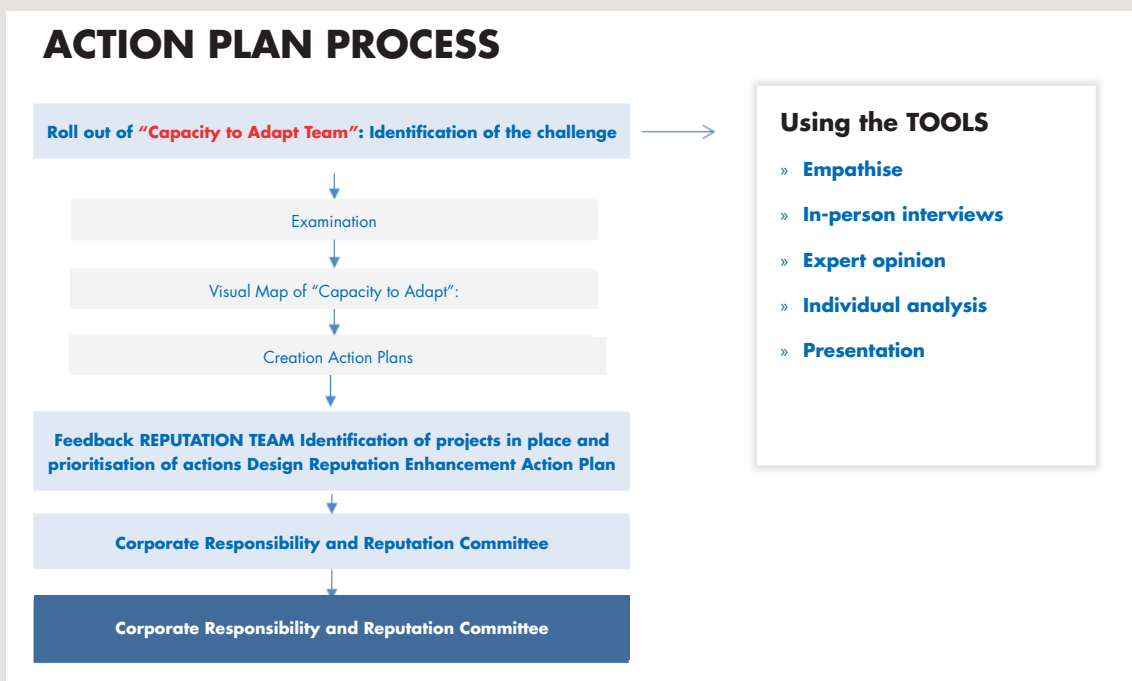 ACTION PLAN PROCESS
Roll out of “Capacity to Adapt Team”: Identification of the challenge
Examination
Visual Map of “Capacity to Adapt”:
Creation Action Plans
Feedback REPUTATION TEAM Identification of projects in place and
prioritisation of actions Design Reputation Enhancement Action Plan
Corporate Responsibility and Reputation Committee
Corporate Responsibility and Reputation Committee
Using the TOOLS
» Empathise
» In-person interviews
» Expert opinion
» Individual analysis
» Presentation